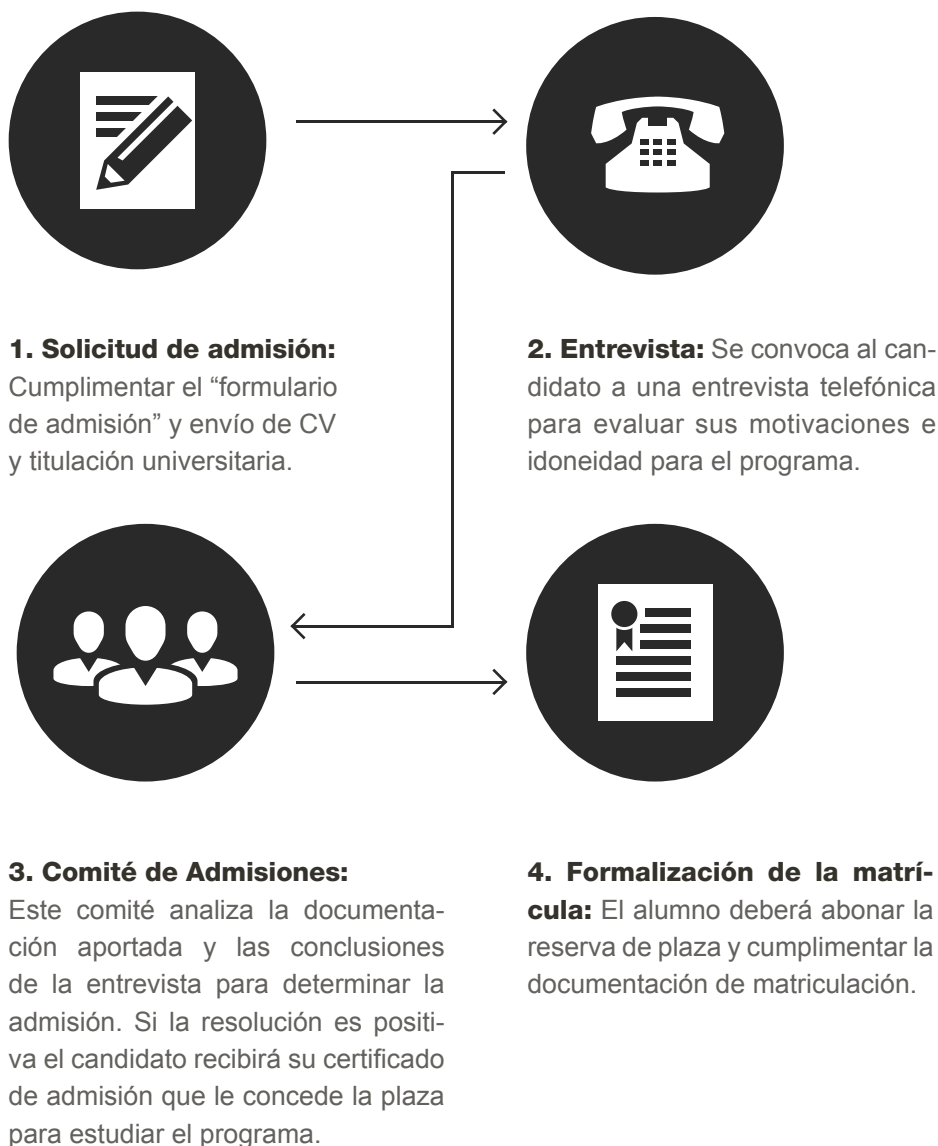 1. Solicitud de admisión:
Cumplimentar el “formulario
de admisión” y envío de CV
y titulación universitaria.
2. Entrevista: Se convoca al can-
didato a una entrevista telefónica
para evaluar sus motivaciones e
idoneidad para el programa.
3. Comité de Admisiones:
Este comité analiza la documenta-
ción aportada y las conclusiones
de la entrevista para determinar la
admisión. Si la resolución es positi-
va el candidato recibirá su certificado
de admisión que le concede la plaza
para estudiar el programa.
4. Formalización de la matrí-
cula: El alumno deberá abonar la
reserva de plaza y cumplimentar la
documentación de matriculación.